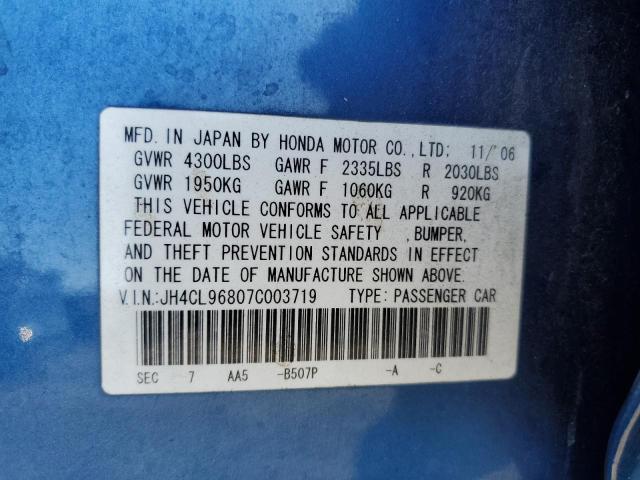 MFD. IN JAPAN BY HONDA MOTOR CO., LTD: 11/06
GVWR 4300LBS GAWR F 2335LBS R 2030LBS
GVWR 1950KG GAWR F 1060KG R 920KG
THIS VEHICLE CONFORMS TO ALL APPLICABLE
FEDERAL MOTOR VEHICLE SAFETY ,BUMPER,
AND THEFT PREVENTION STANDARDS IN EFFECT
ON THE DATE OF MANUFACTURE SHOWN ABOVE.
V.I.N:JH4CL96807C003719 TYPE: PASSENGER CAR
SEC 7 AA5 -B507P -A -C